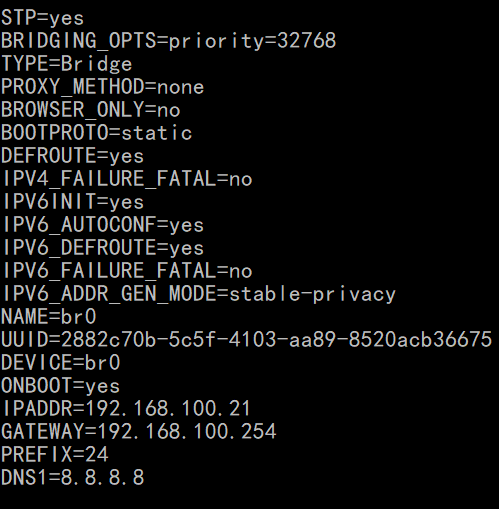 STP=yes
BRIDGING_OPTS=priority=32768
TYPE=Bridge
PROXY_METHOD=none
BROWSER_ONLY=no
BOOTPROTO=static
DEFROUTE=yes
IPV4_FAILURE_FATAL=no
IPV6INIT=yes
IPV6_AUTOCONF=yes
IPV6_DEFROUTE=yes
IPV6_FAILURE_FATAL=no
IPV6_ADDR_GEN_MODE=stable-privacy
NAME=br0
UUID=2882c70b-5c5f-4103-aa89-8520acb36675
DEVICE=br0
ONBOOT=yes
IPADDR=192.168.100.21
GATEWAY=192.168.100.254
PREFIX=24
DNS1=8.8.8.8